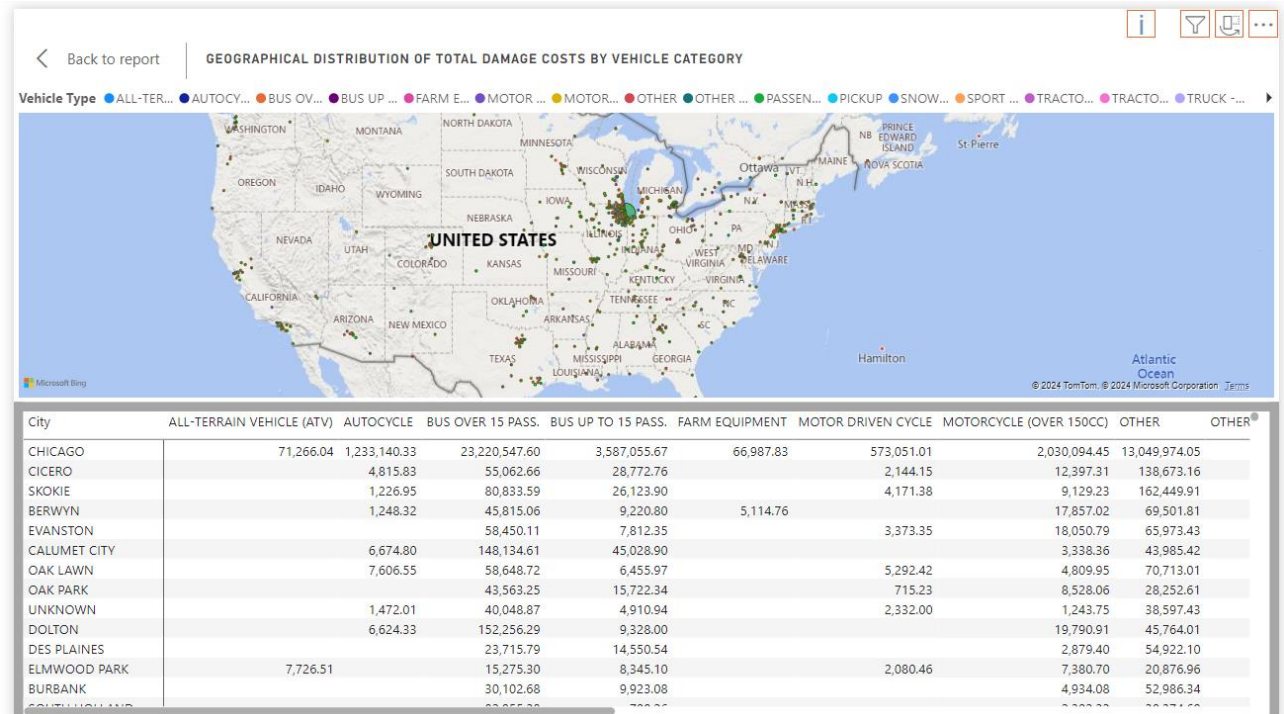 Back to report
GEOGRAPHICAL DISTRIBUTION OF TOTAL DAMAGE COSTS BY VEHICLE CATEGORY
Vehicle Type ALL-TER... AUTOCY... BUS OV... BUS UP ... FARM E... MOTOR ... MOTOR... OTHER OTHER ... PASSEN... PICKUP SNOW... SPORT ... TRACTO... TRACTO... TRUCK -...
WASHINGTON
MONTANA
NORTH DAKOTA
MINNESOTA
NB
PRINCE
EDWARD
ISLAND
St-Pierre
OREGON
IDAHO
WYOMING
SOUTH DAKOTA
WISCONSIN
MICHIGAN
Ottawa
VT
MAINE
NOVA SCOTIA
N.H.
NEBRASKA
IOWA
N.Y.
MASS
R.I.
NEVADA
UTAH
UNITED STATES
ILLINOIS
INDIANA
OHIO
PA
COLORADO
KANSAS
MISSOURI
WEST
VIRGINIA
MD
NJ
DELAWARE
KENTUCKY
VIRGINIA
CALIFORNIA
ARIZONA
NEW MEXICO
OKLAHOMA
ARKANSAS
TENNESSEE
NC
SC
TEXAS
LOUISIANA
MISSISSIPPI
ALABAMA
GEORGIA
Hamilton
Atlantic
Ocean
Microsoft Bing
© 2024 TomTom, © 2024 Microsoft Corporation Terms
City ALL-TERRAIN VEHICLE (ATV) AUTOCYCLE BUS OVER 15 PASS. BUS UP TO 15 PASS. FARM EQUIPMENT MOTOR DRIVEN CYCLE MOTORCYCLE (OVER 150CC) OTHER OTHER
CHICAGO 71,266.04 1,233,140.33 23,220,547.60 3,587,055.67 66,987.83 573,051.01 2,030,094.45 13,049,974.05
CICERO 4,815.83 55,062.66 28,772.76 2,144.15 12,397.31 138,673.16
SKOKIE 1,226.95 80,833.59 26,123.90 4,171.38 9,129.23 162,449.91
BERWYN 1,248.32 45,815.06 9,220.80 5,114.76 17,857.02 69,501.81
EVANSTON 58,450.11 7,812.35 3,373.35 18,050.79 65,973.43
CALUMET CITY 6,674.80 148,134.61 45,028.90 3,338.36 43,985.42
OAK LAWN 7,606.55 58,648.72 6,455.97 5,292.42 4,809.95 70,713.01
OAK PARK 43,563.25 15,722.34 715.23 8,528.06 28,252.61
UNKNOWN 1,472.01 40,048.87 4,910.94 2,332.00 1,243.75 38,597.43
DOLTON 6,624.33 152,256.29 9,328.00 19,790.91 45,764.01
DES PLAINES 23,715.79 14,550.54 2,879.40 54,922.10
ELMWOOD PARK 7,726.51 15,275.30 8,345.10 2,080.46 7,380.70 20,876.96
BURBANK 30,102.68 9,923.08 4,934.08 52,986.34